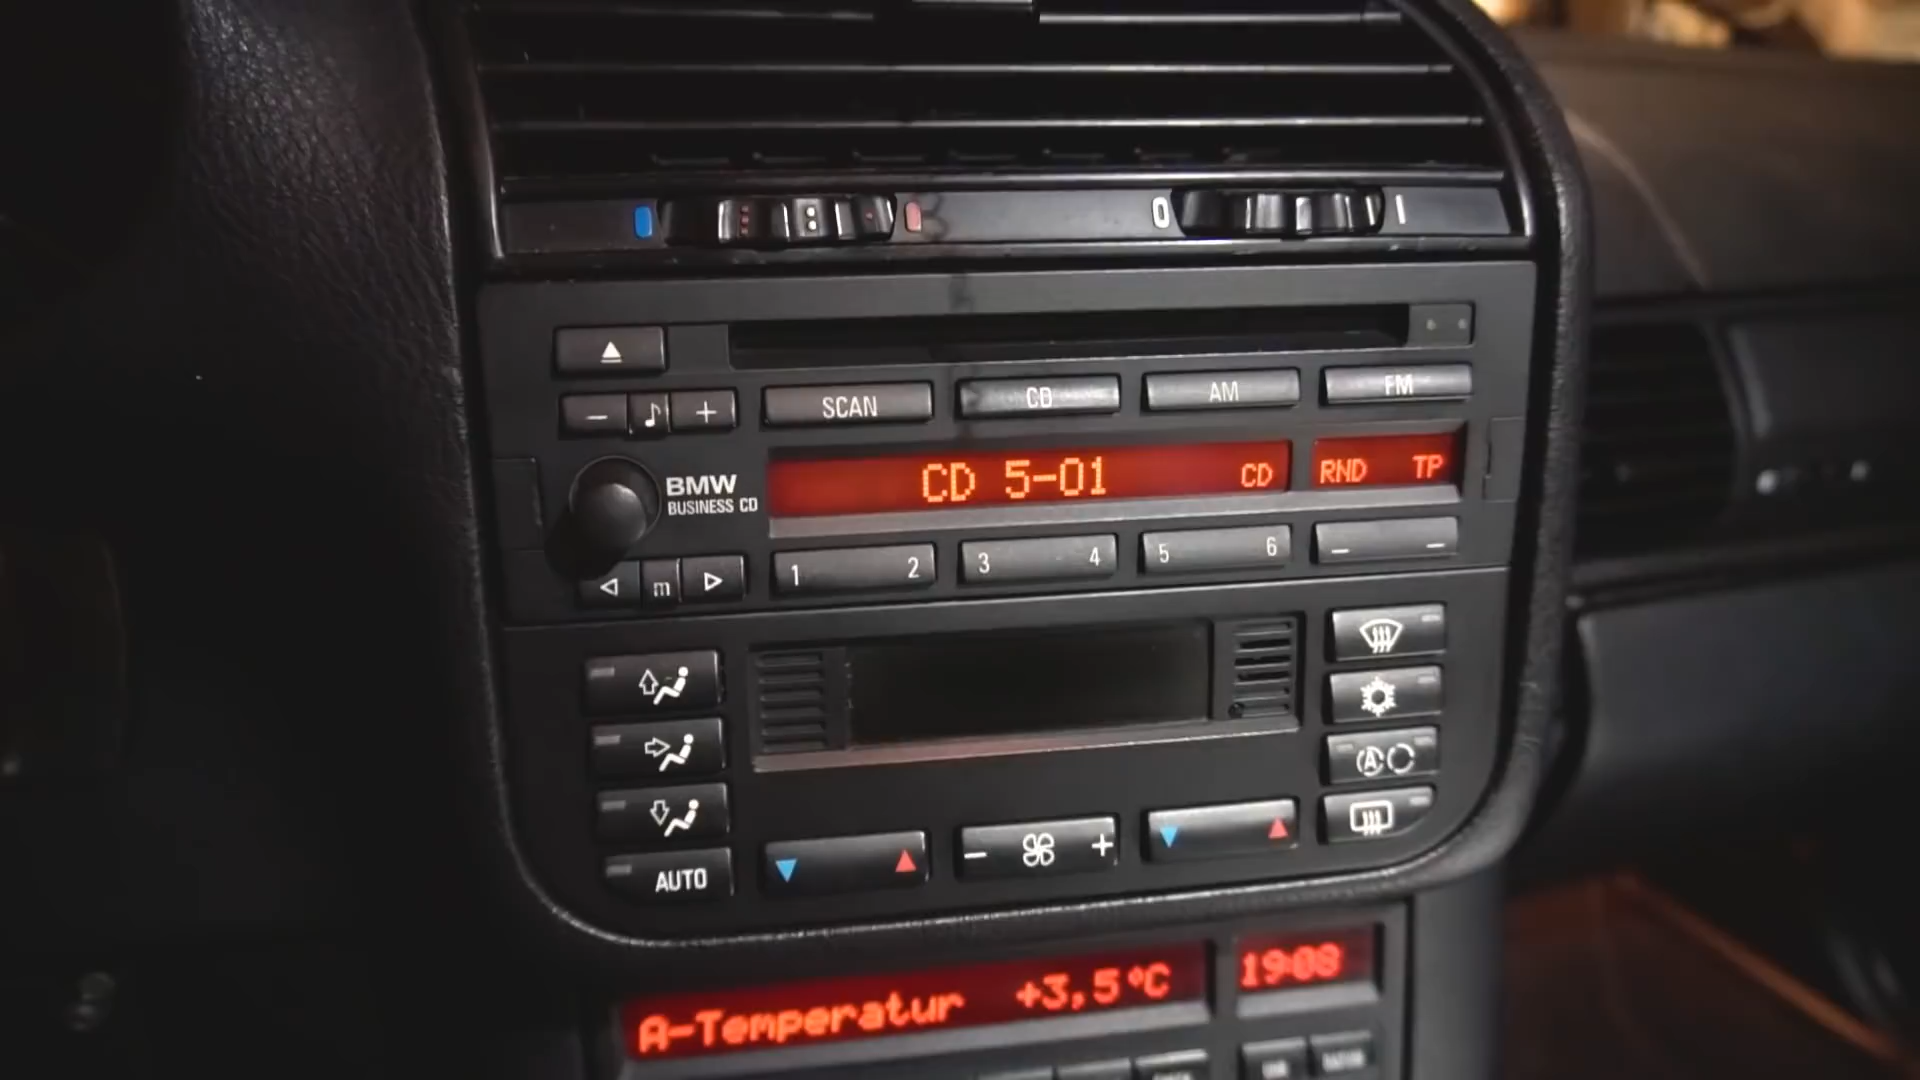 0 I
SCAN CD AM FM
- +
BMW
BUSINESS CD
CD 5-01 CD RND TP
m 1 2 3 4 5 6 - -
A
AUTO - +
A-Temperatur +3,5°C 19:08